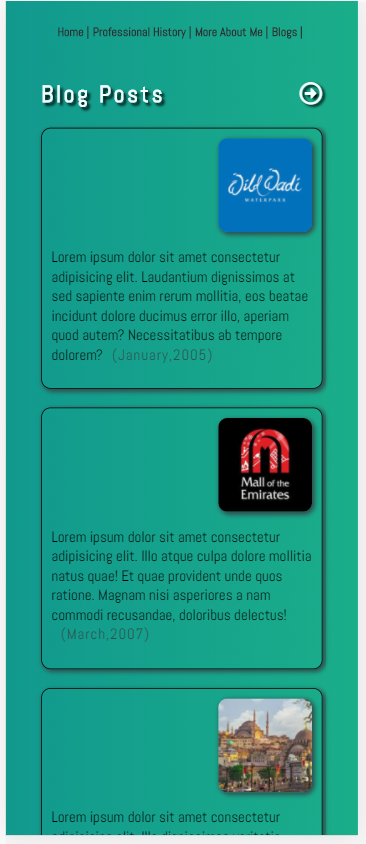 Home | Professional History | More About Me | Blogs |
Blog Posts
Wild Wadi
WATERPARK
Lorem ipsum dolor sit amet consectetur
adipisicing elit. Laudantium dignissimos at
sed sapiente enim rerum mollitia, eos beatae
incidunt dolore ducimus error illo, aperiam
quod autem? Necessitatibus ab tempore
dolorem? (January,2005)
Mall of the
Emirates
Lorem ipsum dolor sit amet consectetur
adipisicing elit. Illo atque culpa dolore mollitia
natus quae! Et quae provident unde quos
ratione. Magnam nisi asperiores a nam
commodi recusandae, doloribus delectus!
(March,2007)
Lorem ipsum dolor sit amet consectetur